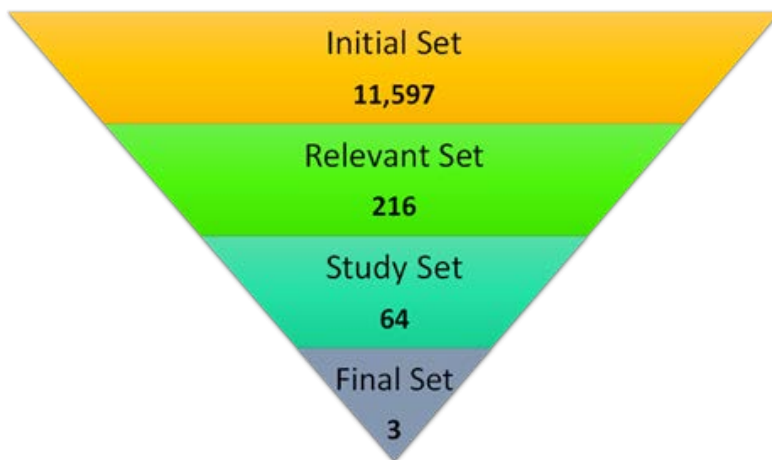 Initial Set
11,597
Relevant Set
216
Study Set
64
Final Set
3